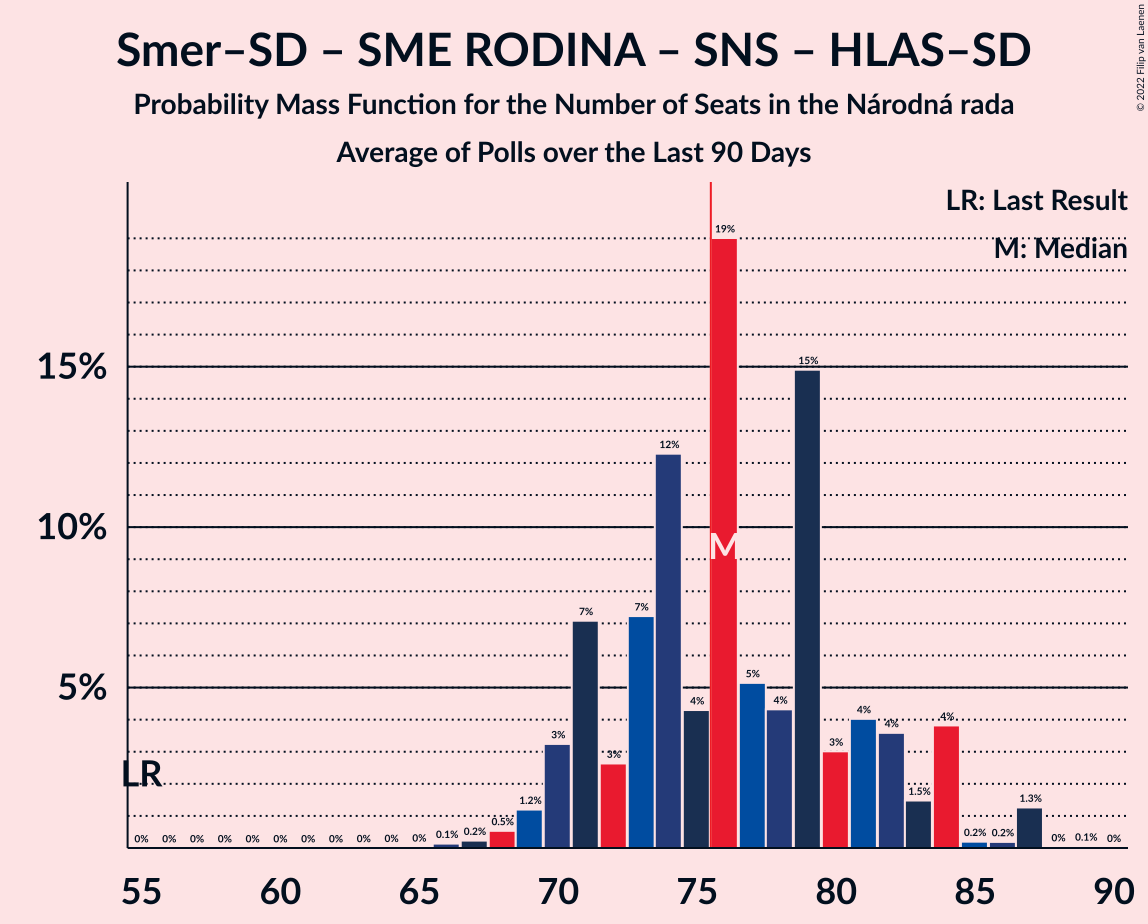 Smer–SD – SME RODINA – SNS – HLAS–SD
Probability Mass Function for the Number of Seats in the Národná rada
Average of Polls over the Last 90 Days
© 2022 Filip van Laenen
LR: Last Result
M: Median
15%
10%
5%
LR
M
0% 0% 0% 0% 0% 0% 0% 0% 0% 0% 0% 0.1% 0.2% 0.5% 1.2% 3% 7% 3% 7% 12% 4% 19% 5% 4% 15% 3% 4% 4% 1.5% 4% 0.2% 0.2% 1.3% 0% 0.1% 0%
55 60 65 70 75 80 85 90